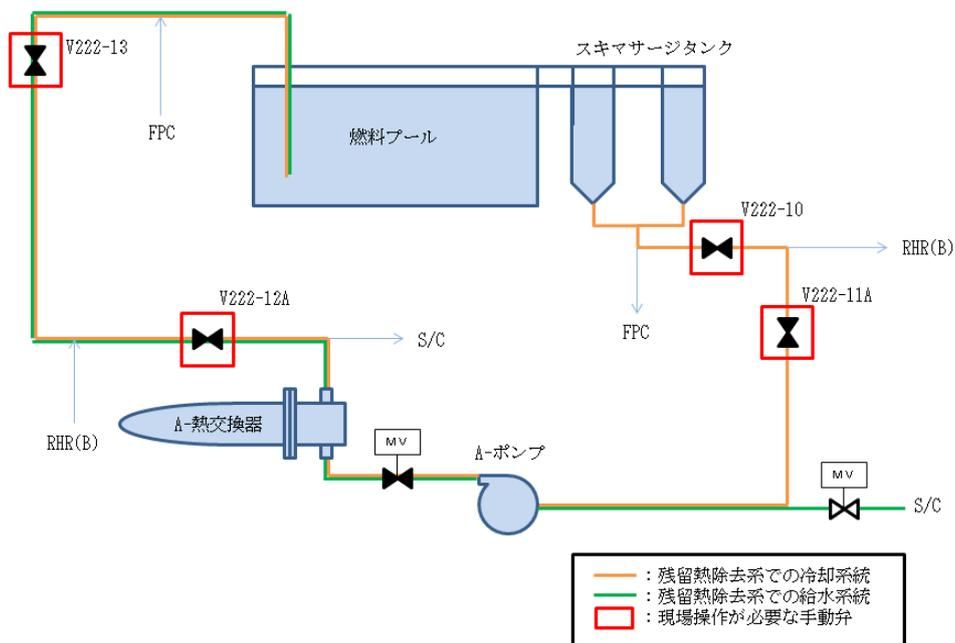 V222-13
スキマサージタンク
FPC
燃料プール
V222-10
RHR(B)
V222-12A
V222-11A
FPC
S/C
A-熱交換器
RHR(B)
MV
A-ポンプ
MV
S/C
：残留熱除去系での冷却系統
：残留熱除去系での給水系統
：現場操作が必要な手動弁